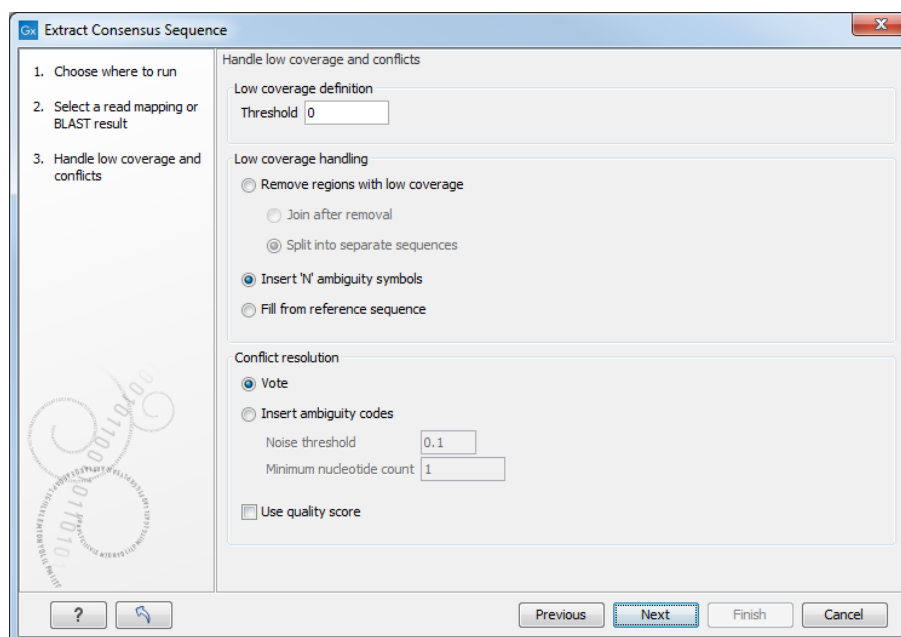 Gx Extract Consensus Sequence
1. Choose where to run
2. Select a read mapping or
BLAST result
3. Handle low coverage and
conflicts
Handle low coverage and conflicts
Low coverage definition
Threshold 0
Low coverage handling
Remove regions with low coverage
Join after removal
Split into separate sequences
Insert 'N' ambiguity symbols
Fill from reference sequence
Conflict resolution
Vote
Insert ambiguity codes
Noise threshold 0.1
Minimum nucleotide count 1
Use quality score
? Previous Next Finish Cancel